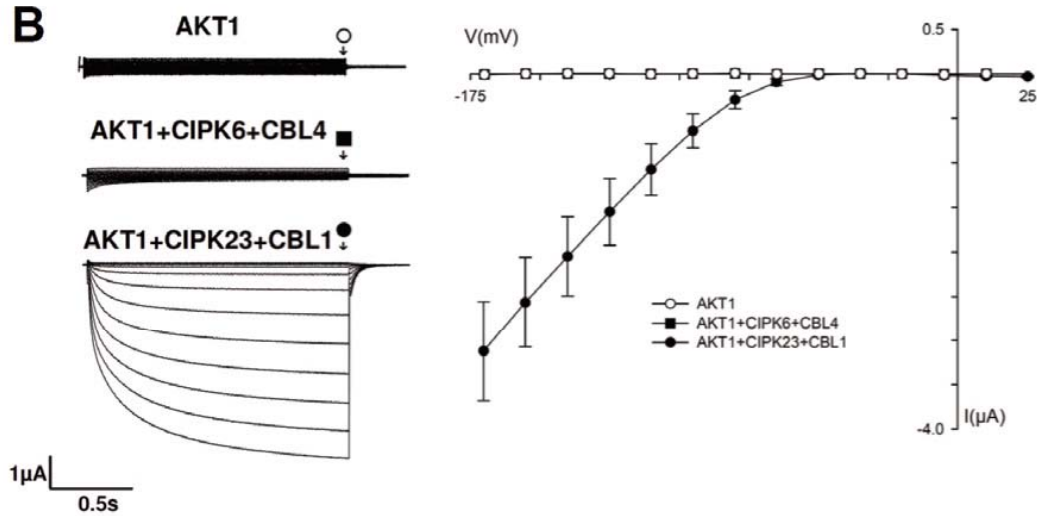 B
AKT1
AKT1+CIPK6+CBL4
AKT1+CIPK23+CBL1
1µA
0.5s
V(mV)
0.5
-175
25
AKT1
AKT1+CIPK6+CBL4
AKT1+CIPK23+CBL1
-4.0
I(µA)